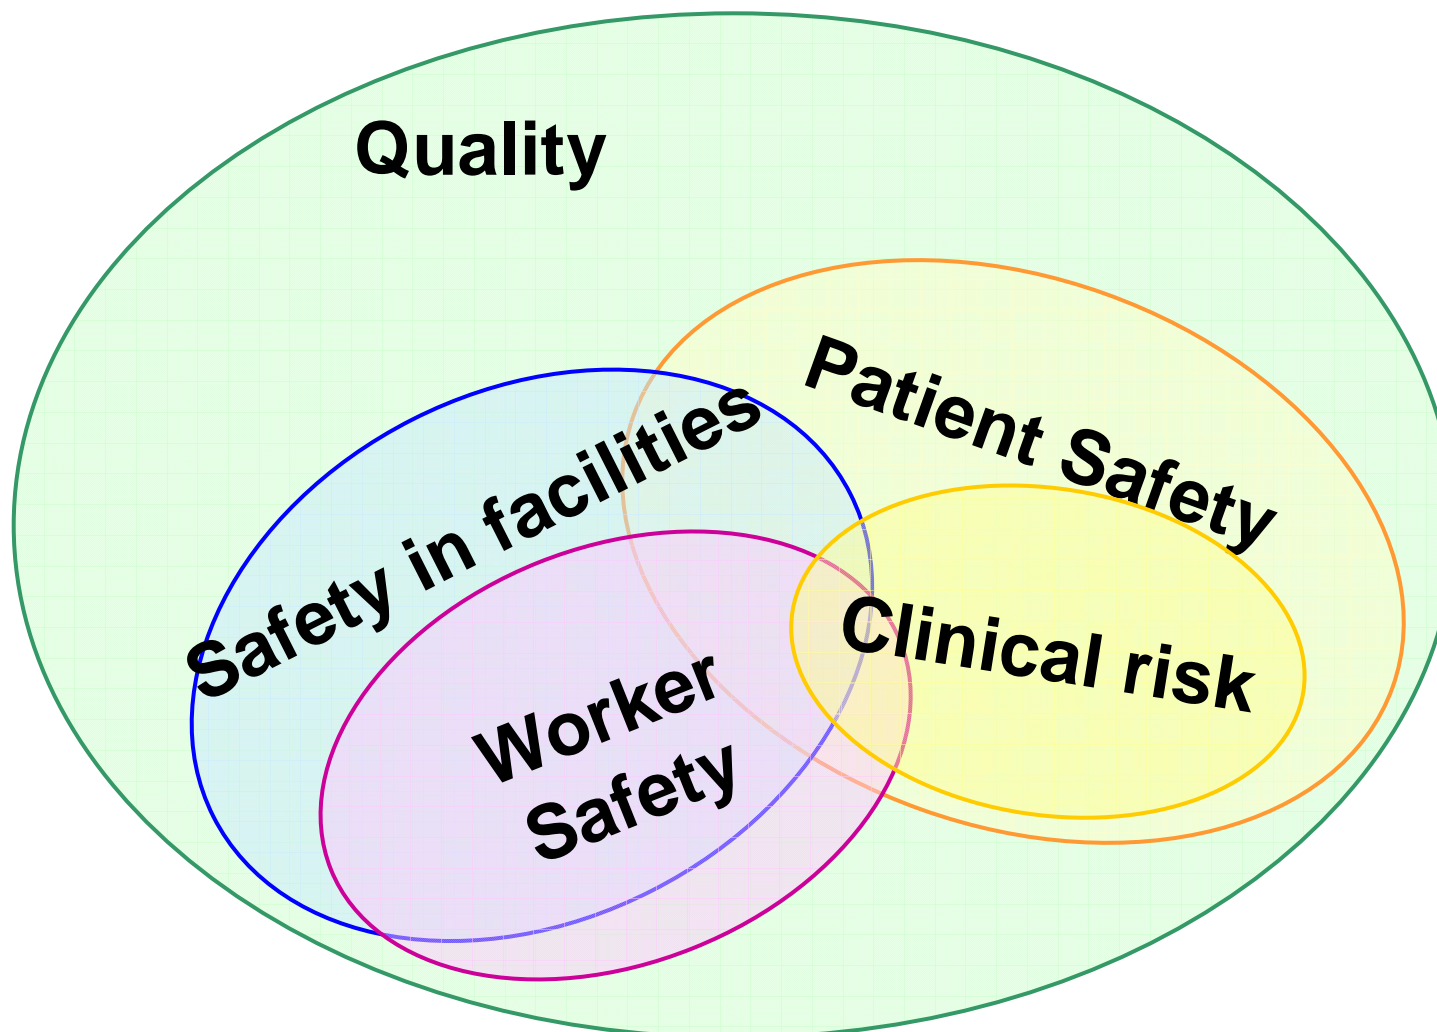 Quality
Patient Safety
Safety in facilities
Clinical risk
Worker
Safety